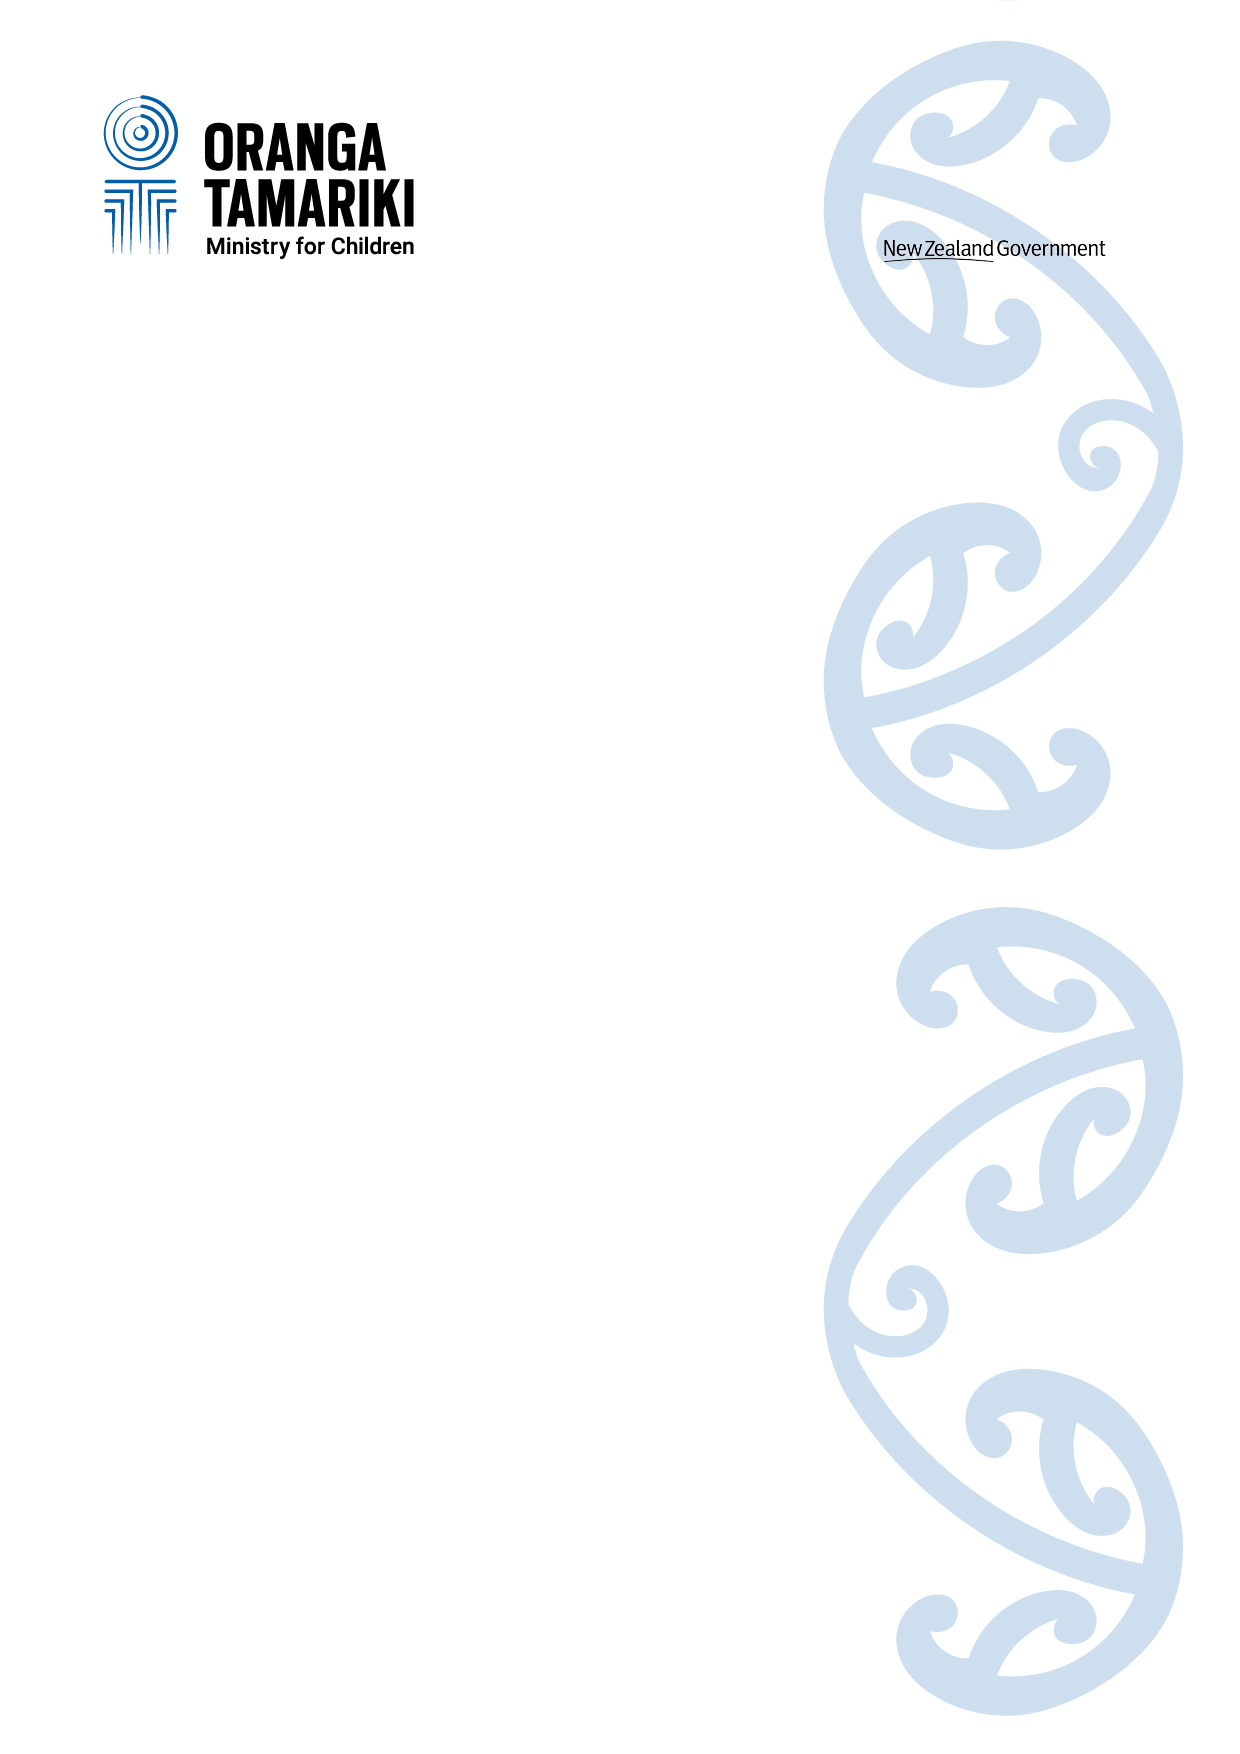 ORANGA
TAMARIKI
Ministry for Children
New Zealand Government